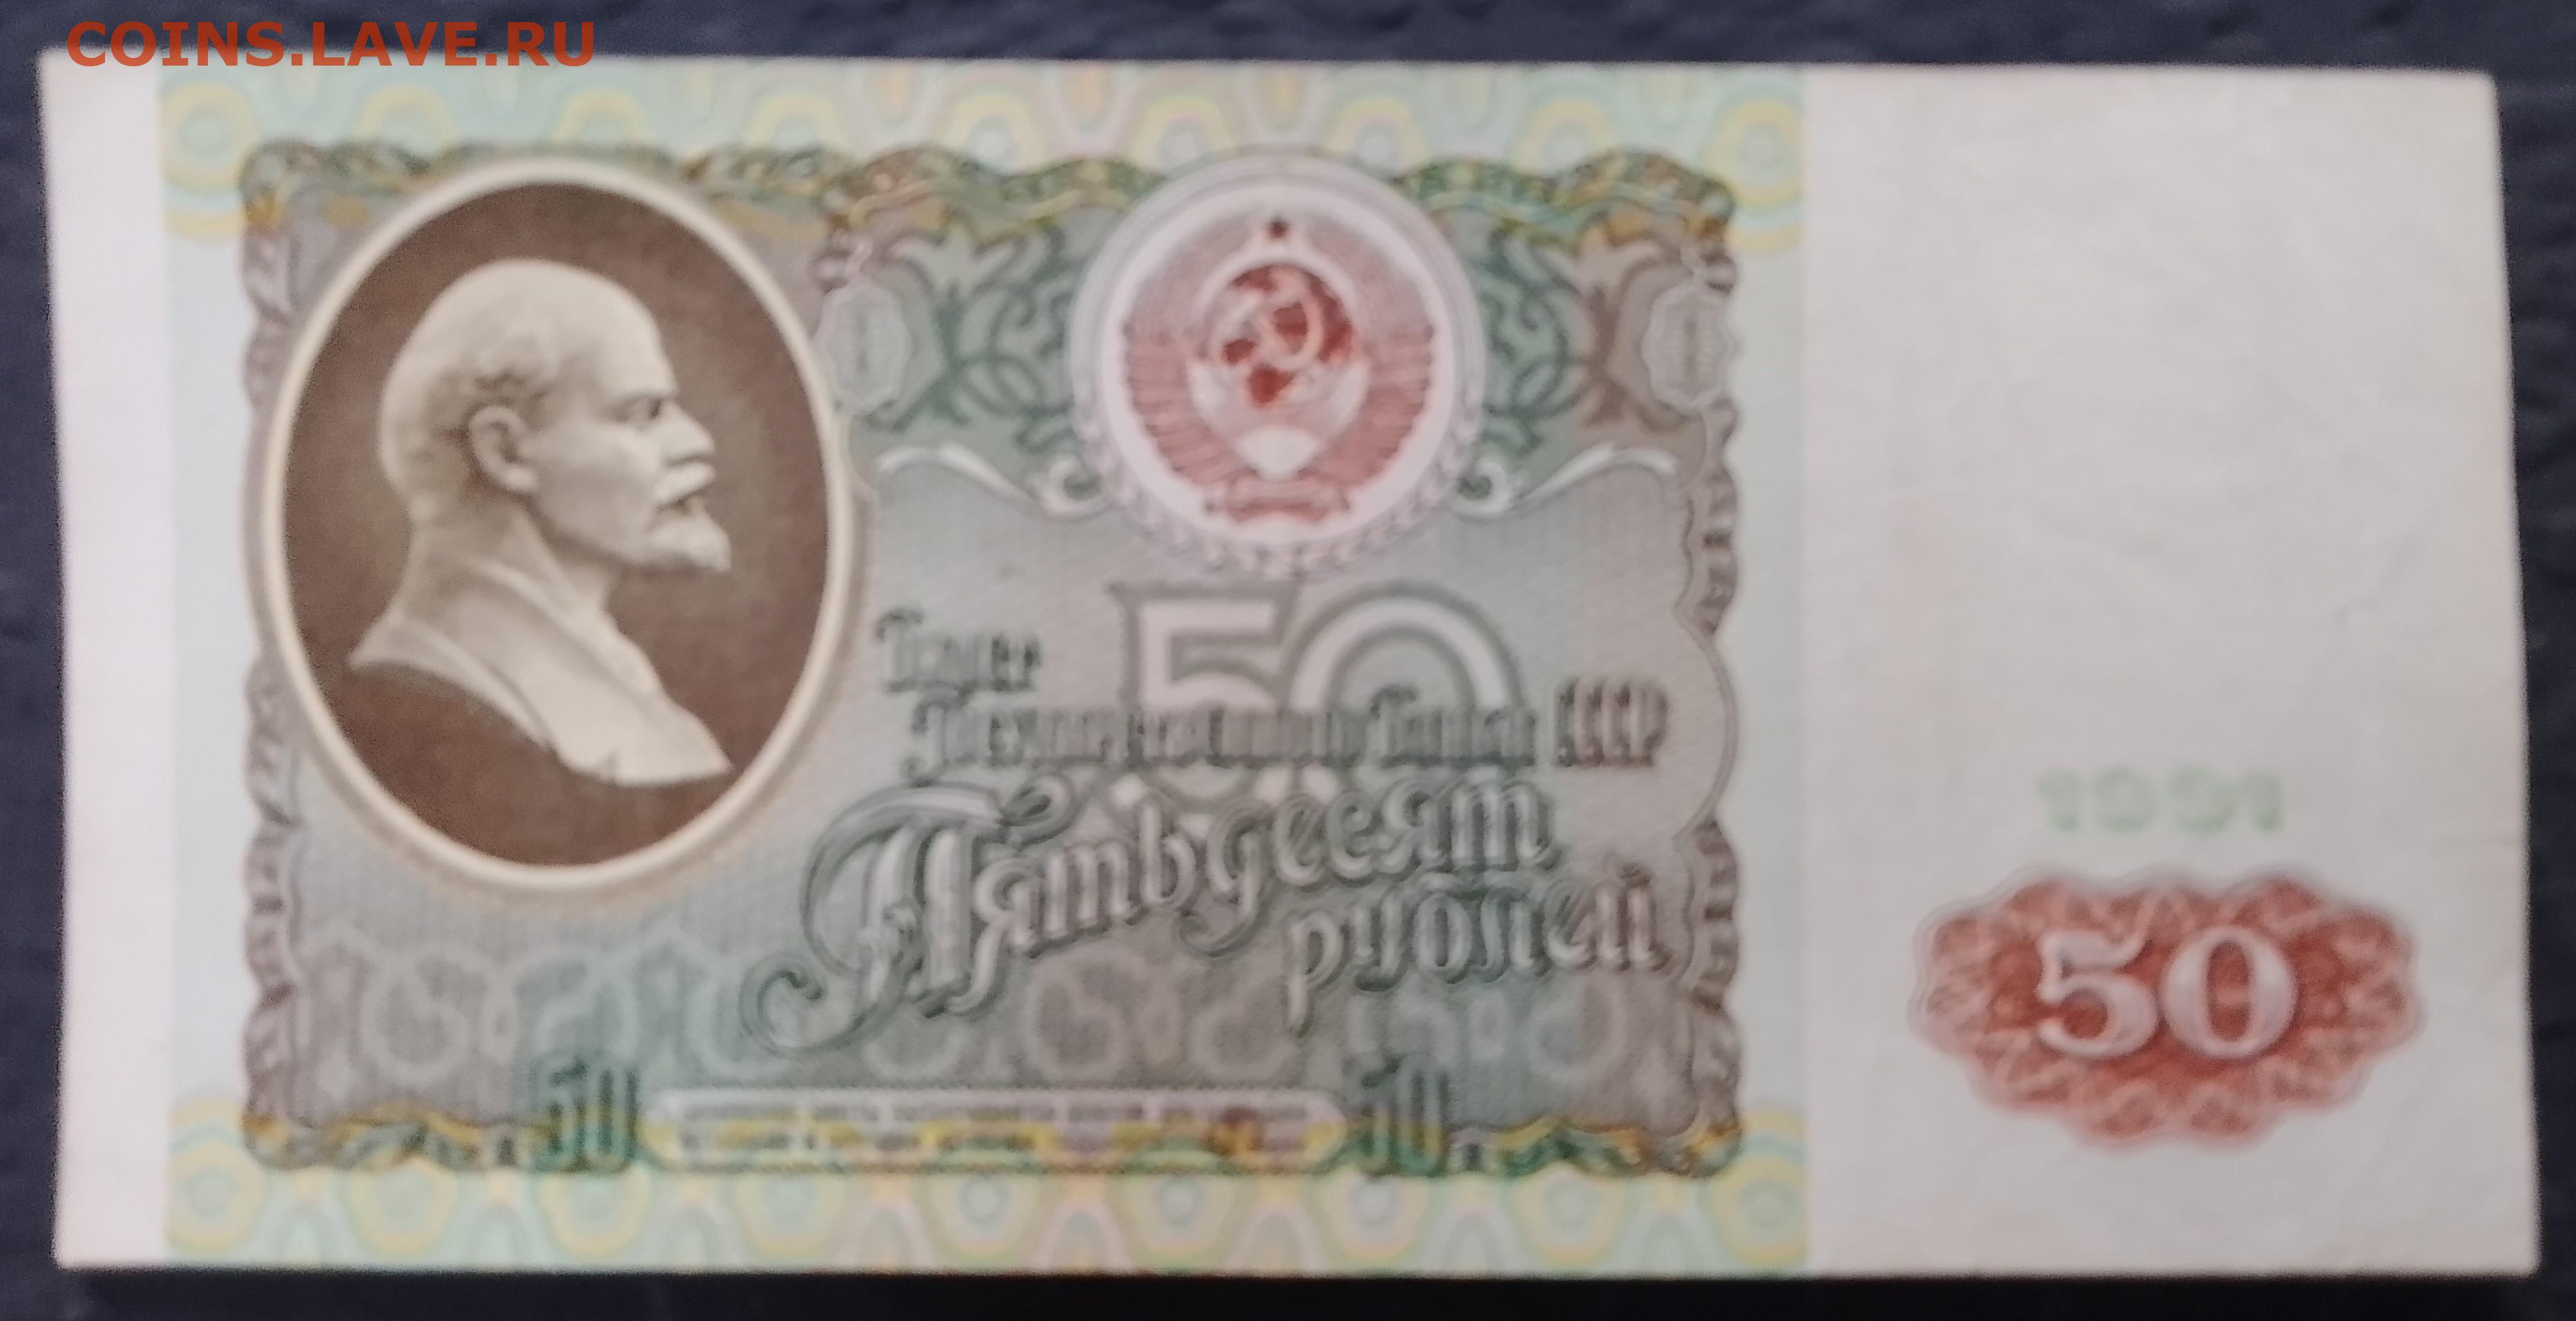 COINS.LAVE.RU
50
Билет
Государственного Банка СССР
Пятьдесят
рублей
1991
50
50
50